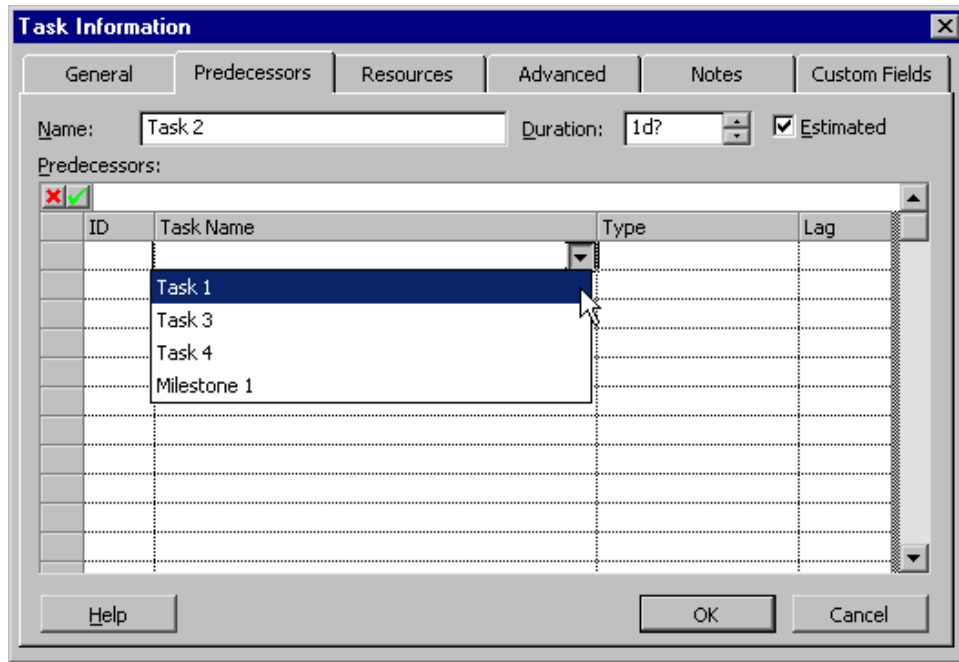 Task Information
General Predecessors Resources Advanced Notes Custom Fields
Name: Task 2 Duration: 1d? Estimated
Predecessors:
ID Task Name Type Lag
Task 1
Task 3
Task 4
Milestone 1
Help OK Cancel